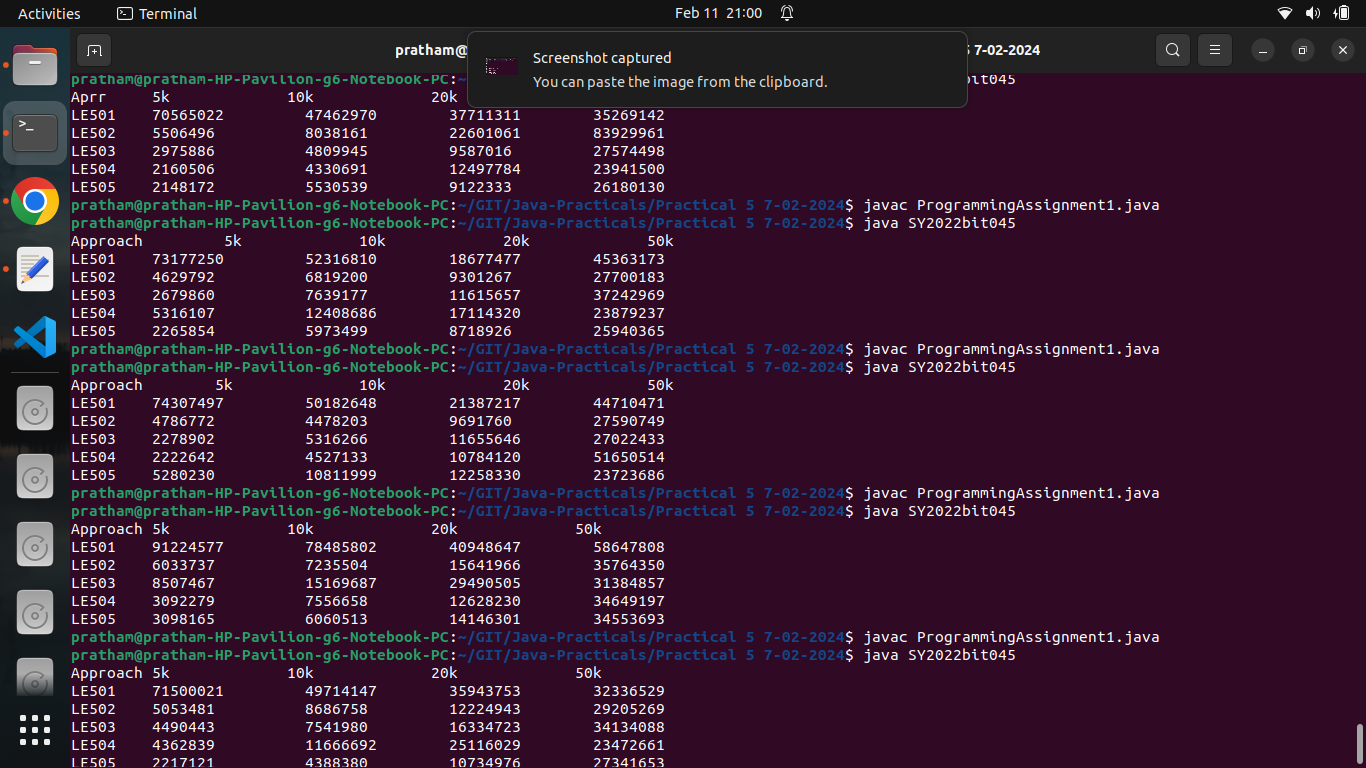 Activities Terminal Feb 11 21:00
pratham@ 5 7-02-2024
Screenshot captured
You can paste the image from the clipboard.
pratham@pratham-HP-Pavilion-g6-Notebook-PC:~ bit045
Aprr 5k 10k 20k
LE501 70565022 47462970 37711311 35269142
LE502 5506496 8038161 22601061 83929961
LE503 2975886 4809945 9587016 27574498
LE504 2160506 4330691 12497784 23941500
LE505 2148172 5530539 9122333 26180130
pratham@pratham-HP-Pavilion-g6-Notebook-PC:~/GIT/Java-Practicals/Practical 5 7-02-2024$ javac ProgrammingAssignment1.java
pratham@pratham-HP-Pavilion-g6-Notebook-PC:~/GIT/Java-Practicals/Practical 5 7-02-2024$ java SY2022bit045
Approach 5k 10k 20k 50k
LE501 73177250 52316810 18677477 45363173
LE502 4629792 6819200 9301267 27700183
LE503 2679860 7639177 11615657 37242969
LE504 5316107 12408686 17114320 23879237
LE505 2265854 5973499 8718926 25940365
pratham@pratham-HP-Pavilion-g6-Notebook-PC:~/GIT/Java-Practicals/Practical 5 7-02-2024$ javac ProgrammingAssignment1.java
pratham@pratham-HP-Pavilion-g6-Notebook-PC:~/GIT/Java-Practicals/Practical 5 7-02-2024$ java SY2022bit045
Approach 5k 10k 20k 50k
LE501 74307497 50182648 21387217 44710471
LE502 4786772 4478203 9691760 27590749
LE503 2278902 5316266 11655646 27022433
LE504 2222642 4527133 10784120 51650514
LE505 5280230 10811999 12258330 23723686
pratham@pratham-HP-Pavilion-g6-Notebook-PC:~/GIT/Java-Practicals/Practical 5 7-02-2024$ javac ProgrammingAssignment1.java
pratham@pratham-HP-Pavilion-g6-Notebook-PC:~/GIT/Java-Practicals/Practical 5 7-02-2024$ java SY2022bit045
Approach 5k 10k 20k 50k
LE501 91224577 78485802 40948647 58647808
LE502 6033737 7235504 15641966 35764350
LE503 8507467 15169687 29490505 31384857
LE504 3092279 7556658 12628230 34649197
LE505 3098165 6060513 14146301 34553693
pratham@pratham-HP-Pavilion-g6-Notebook-PC:~/GIT/Java-Practicals/Practical 5 7-02-2024$ javac ProgrammingAssignment1.java
pratham@pratham-HP-Pavilion-g6-Notebook-PC:~/GIT/Java-Practicals/Practical 5 7-02-2024$ java SY2022bit045
Approach 5k 10k 20k 50k
LE501 71500021 49714147 35943753 32336529
LE502 5053481 8686758 12224943 29205269
LE503 4490443 7541980 16334723 34134088
LE504 4362839 11666692 25116029 23472661
LE505 2217121 4388380 10734976 27341653